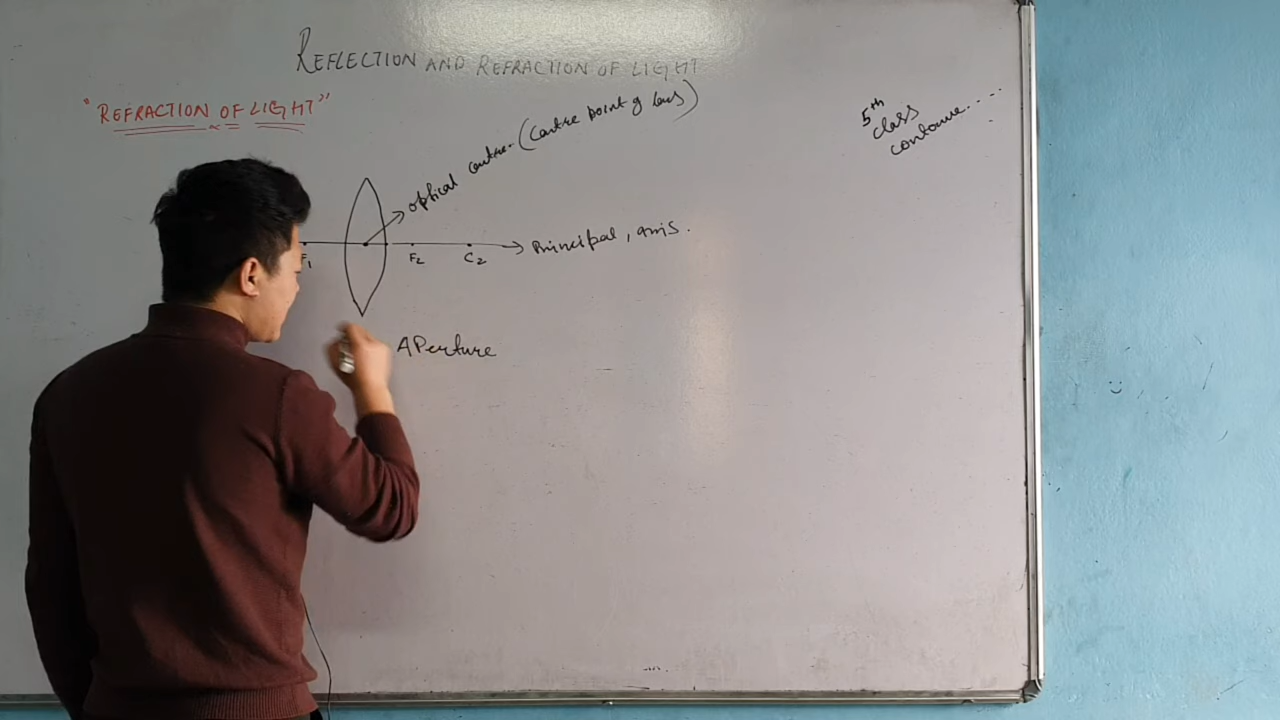 REFLECTION AND REFRACTION OF LIGHT
"REFRACTION OF LIGHT"
5th
class
continue....
optical centre. (Centre point of lens)
Principal, axis.
F1
F2
C2
APerture